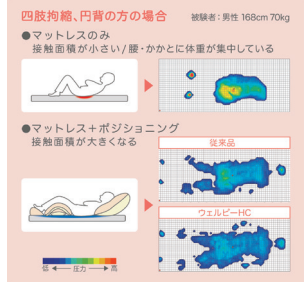 四肢拘縮、円背の方の場合 被験者:男性 168cm 70kg
●マットレスのみ
接触面積が小さい/腰・かかとに体重が集中している
●マットレス+ポジショニング
接触面積が大きくなる
従来品
ウェルピーHC
低 ← 圧力 → 高